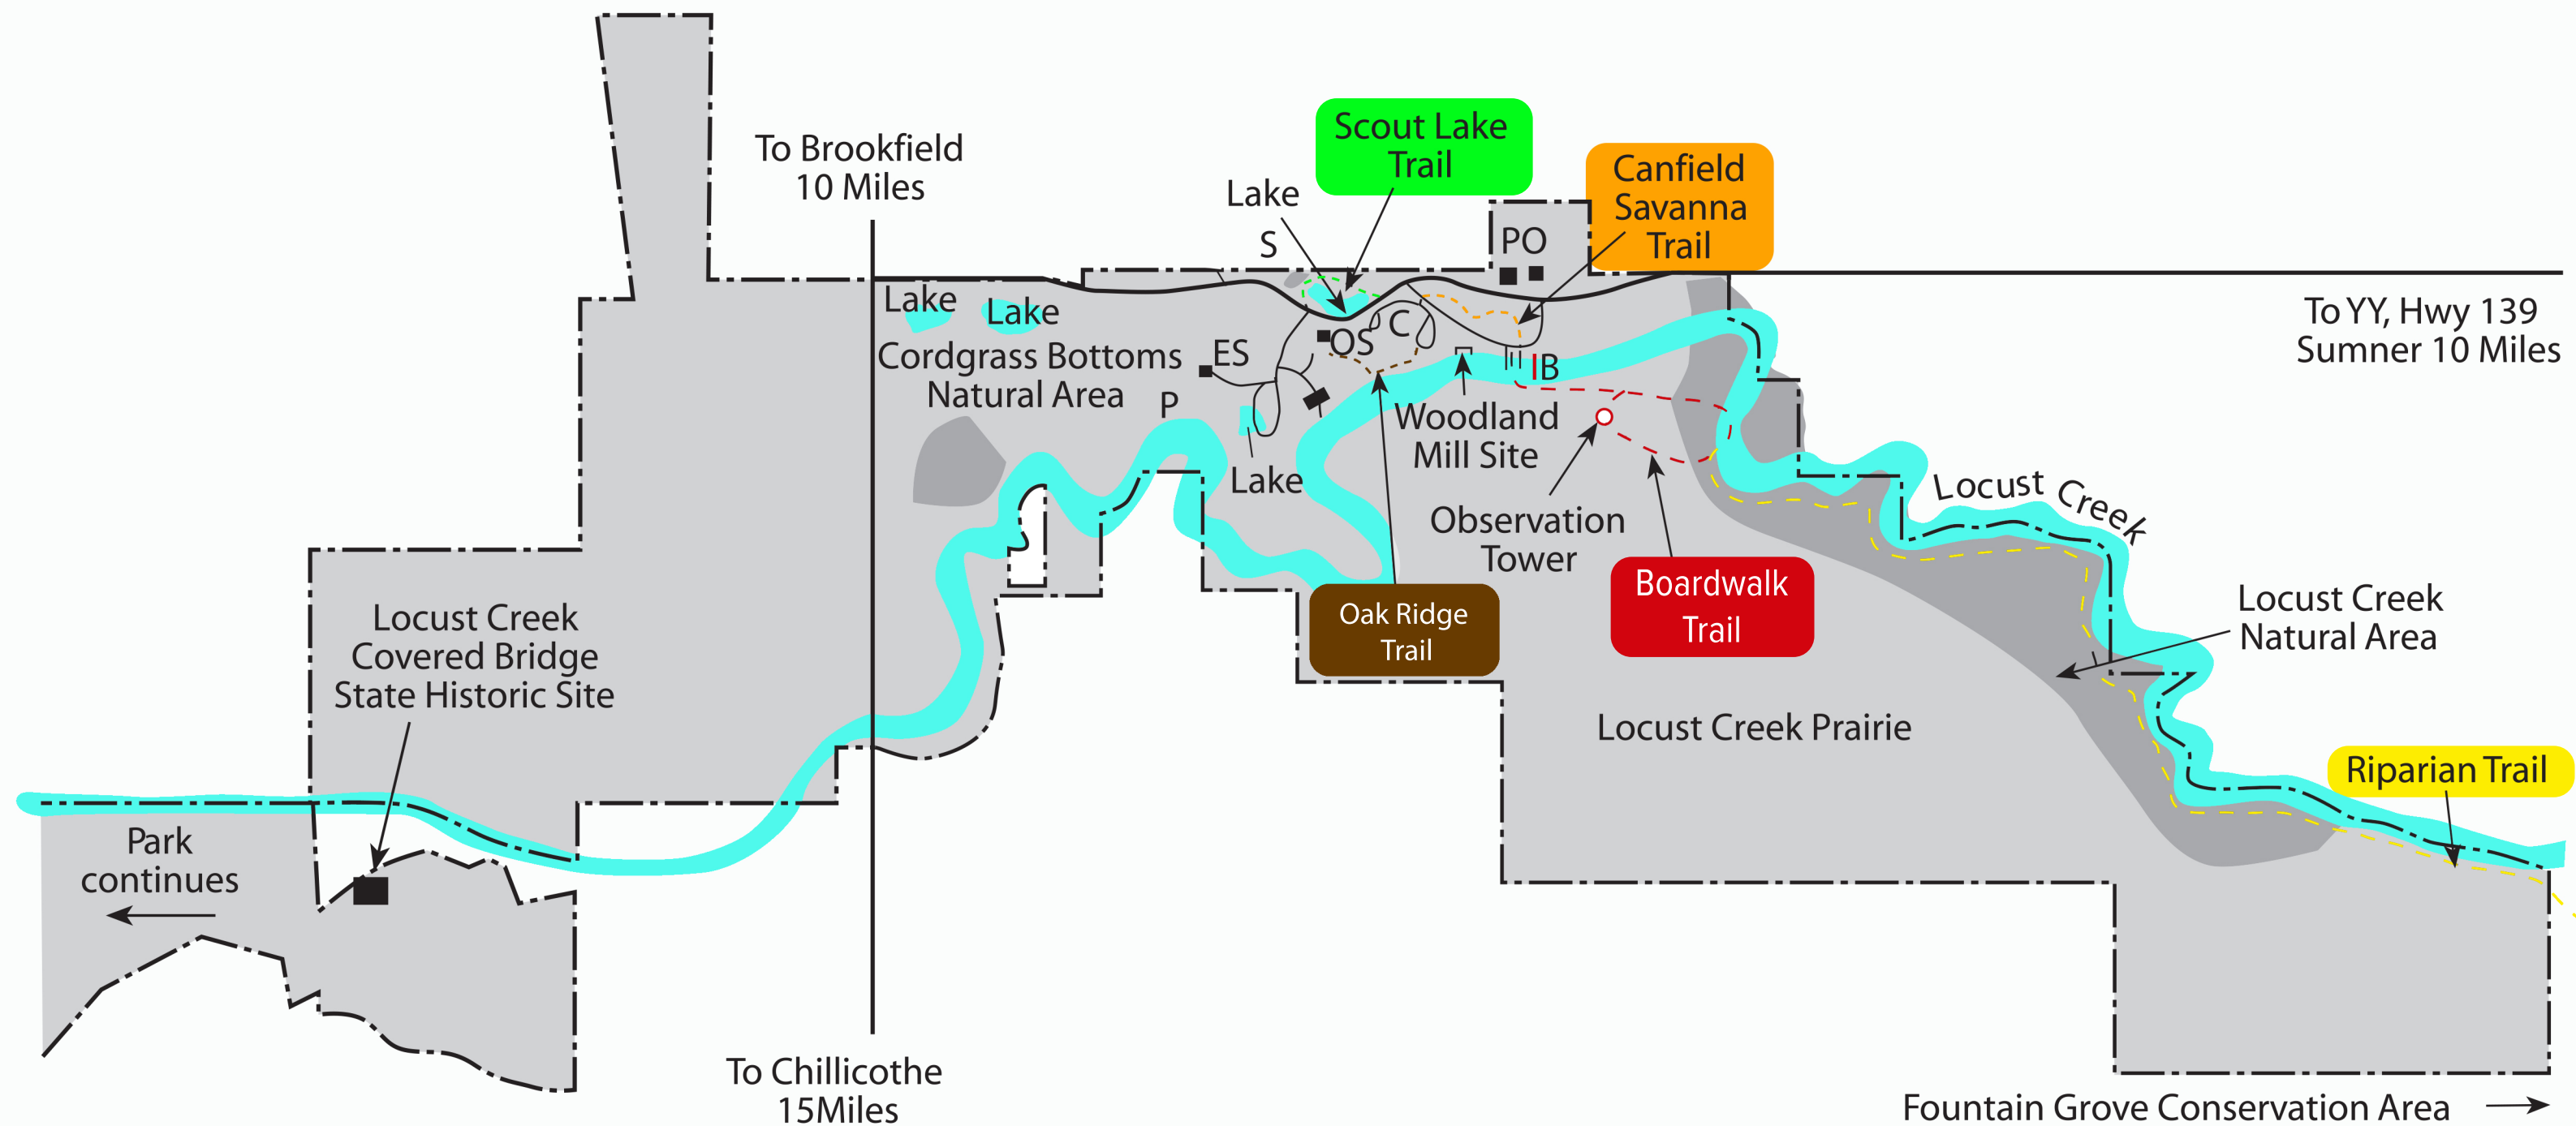 To Brookfield
10 Miles
Scout Lake
Trail
Canfield
Savanna
Trail
Lake
S
PO
Lake
Lake
To YY, Hwy 139
Sumner 10 Miles
C
OS
ES
Cordgrass Bottoms
Natural Area
IB
P
Woodland
Mill Site
Lake
Locust Creek
Observation
Tower
Boardwalk
Trail
Oak Ridge
Trail
Locust Creek
Natural Area
Locust Creek
Covered Bridge
State Historic Site
Locust Creek Prairie
Riparian Trail
Park
continues
To Chillicothe
15Miles
Fountain Grove Conservation Area